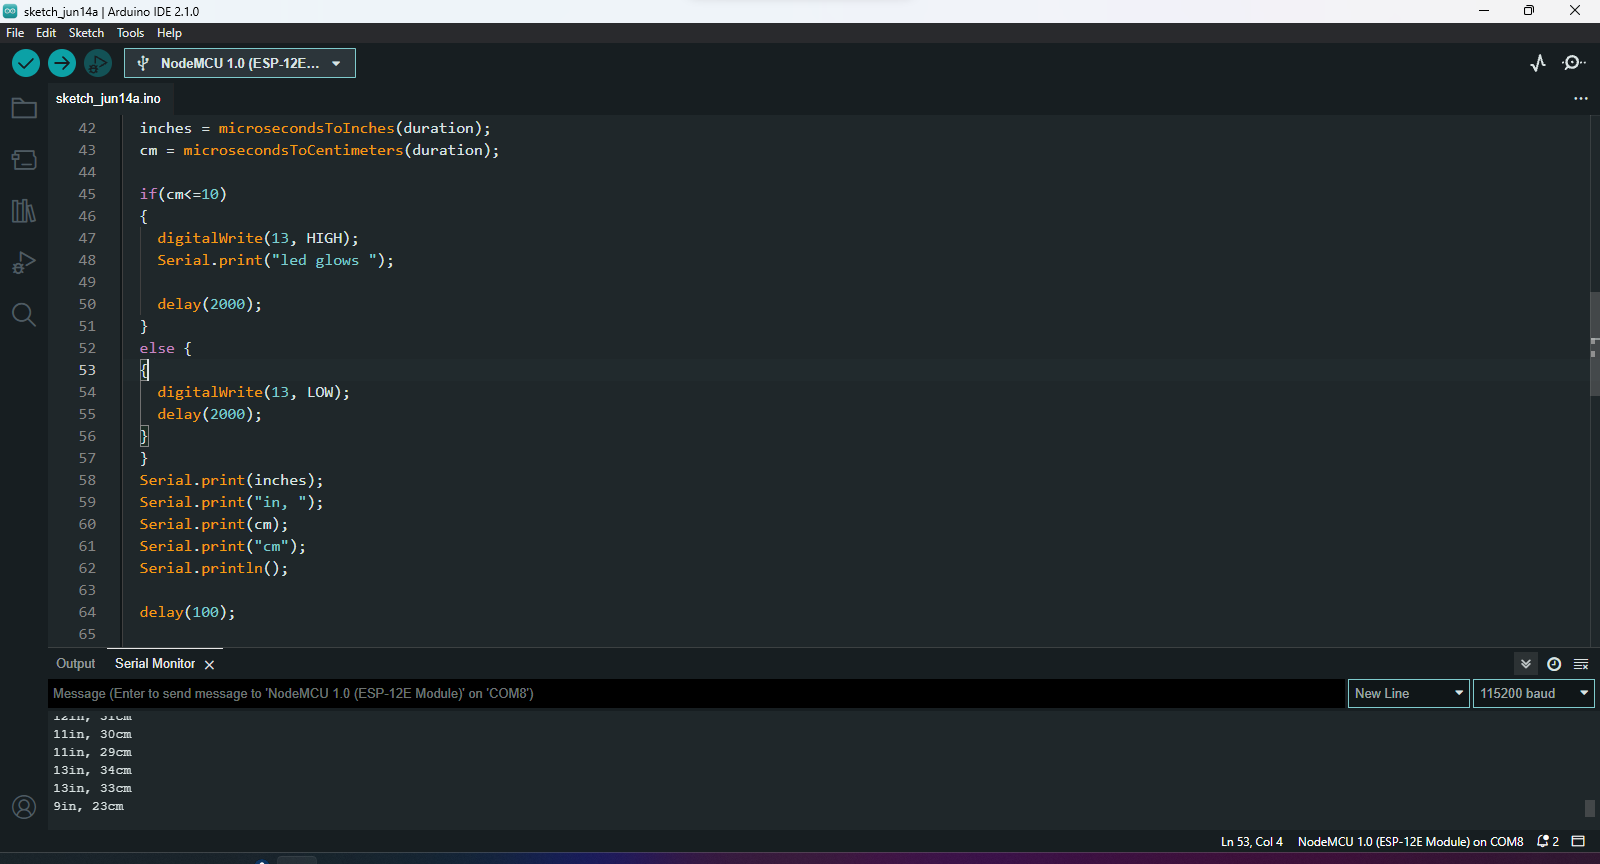 sketch_jun14a | Arduino IDE 2.1.0
File Edit Sketch Tools Help
NodeMCU 1.0 (ESP-12E...
sketch_jun14a.ino
42 inches = microsecondsToInches(duration);
43 cm = microsecondsToCentimeters(duration);
44
45 if(cm<=10)
46 {
47 digitalWrite(13, HIGH);
48 Serial.print("led glows ");
49
50 delay(2000);
51 }
52 else {
53 {
54 digitalWrite(13, LOW);
55 delay(2000);
56 }
57 }
58 Serial.print(inches);
59 Serial.print("in, ");
60 Serial.print(cm);
61 Serial.print("cm");
62 Serial.println();
63
64 delay(100);
65
Output Serial Monitor
Message (Enter to send message to 'NodeMCU 1.0 (ESP-12E Module)' on 'COM8')
New Line
115200 baud
12in, 31cm
11in, 30cm
11in, 29cm
13in, 34cm
13in, 33cm
9in, 23cm
Ln 53, Col 4 NodeMCU 1.0 (ESP-12E Module) on COM8 2